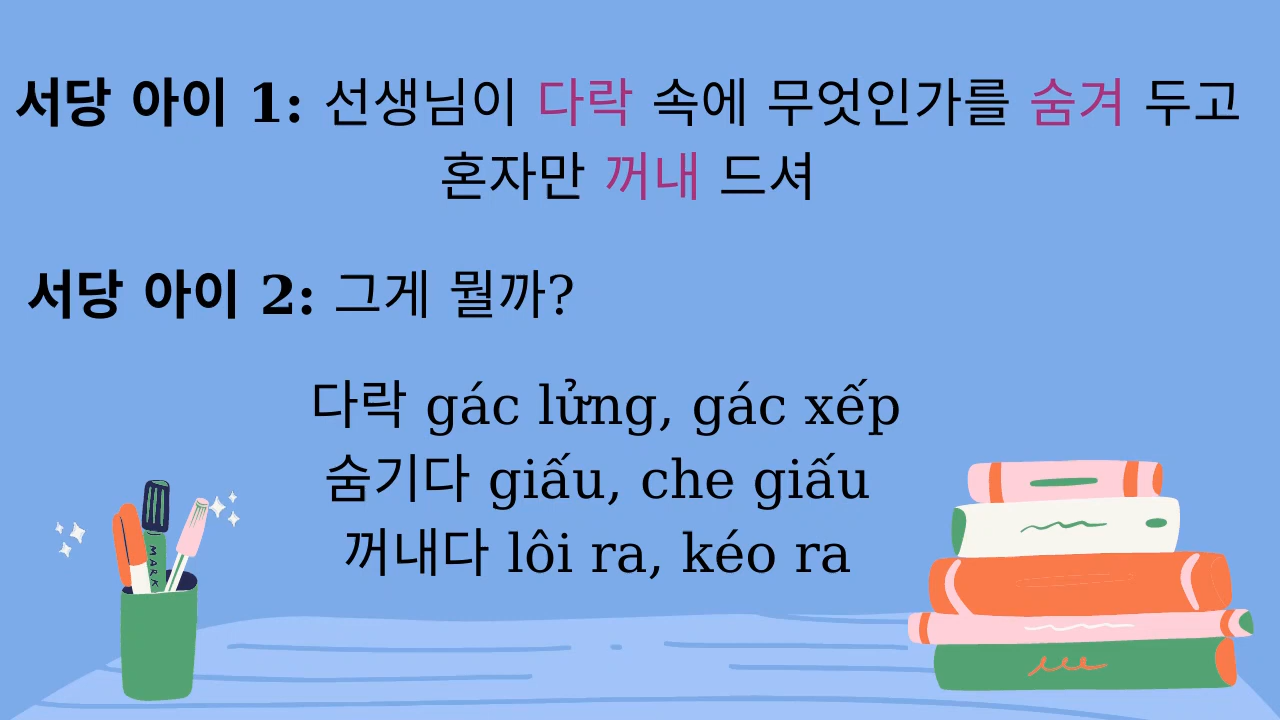 서당 아이 1: 선생님이 다락 속에 무엇인가를 숨겨 두고
혼자만 꺼내 드셔
서당 아이 2: 그게 뭘까?
다락 gác lửng, gác xếp
숨기다 giấu, che giấu
꺼내다 lôi ra, kéo ra
MARK